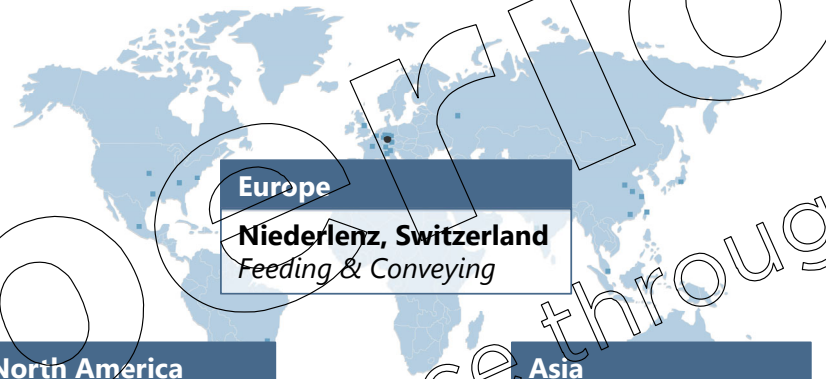 Europe
Niederlenz, Switzerland
Feeding & Conveying
North America
Asia